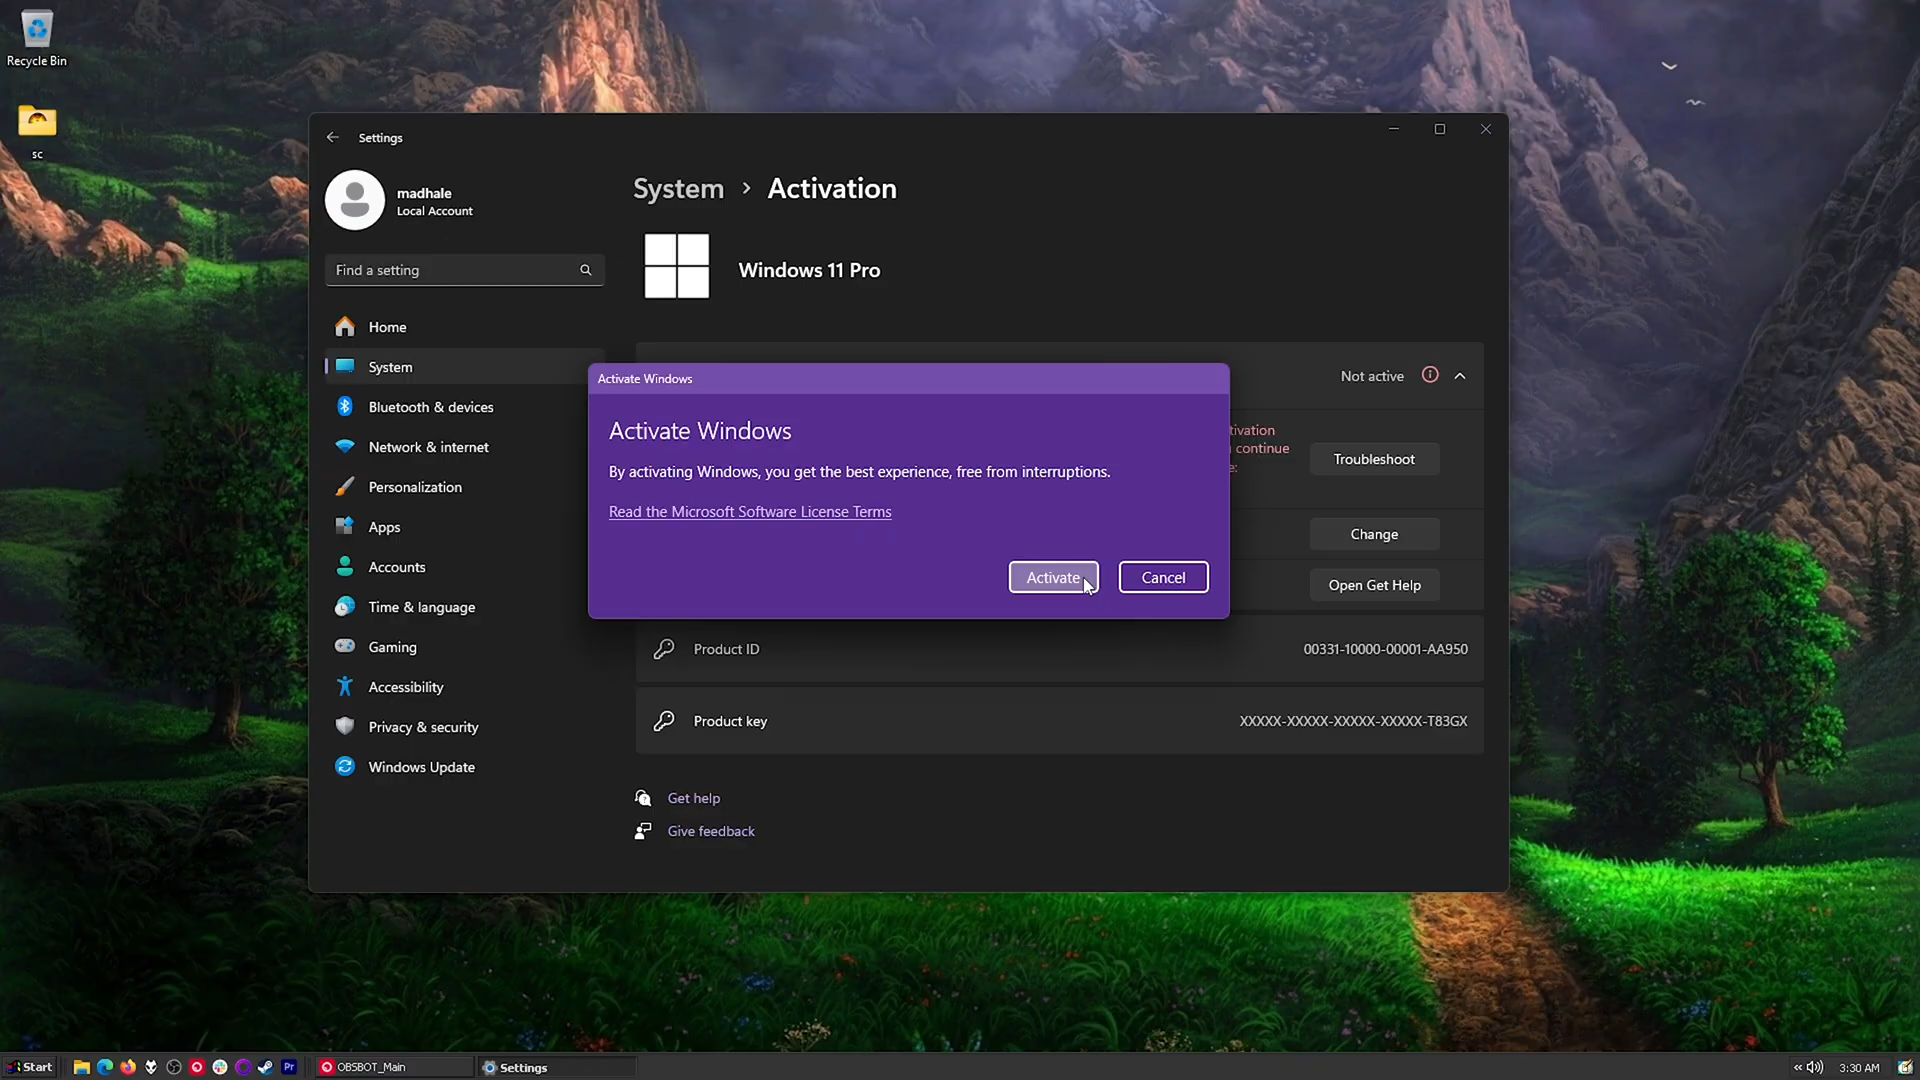 Recycle Bin
sc
Settings
madhale
Local Account
Find a setting
Home
System
Bluetooth & devices
Network & internet
Personalization
Apps
Accounts
Time & language
Gaming
Accessibility
Privacy & security
Windows Update
System > Activation
Windows 11 Pro
Not active
continue
Troubleshoot
Change
Open Get Help
Activate Windows
Activate Windows
By activating Windows, you get the best experience, free from interruptions.
Read the Microsoft Software License Terms
Activate
Cancel
Product ID
00331-10000-00001-AA950
Product key
XXXXX-XXXXX-XXXXX-XXXXX-T83GX
Get help
Give feedback
Start
Pr
OBSBOT_Main
Settings
3:30 AM